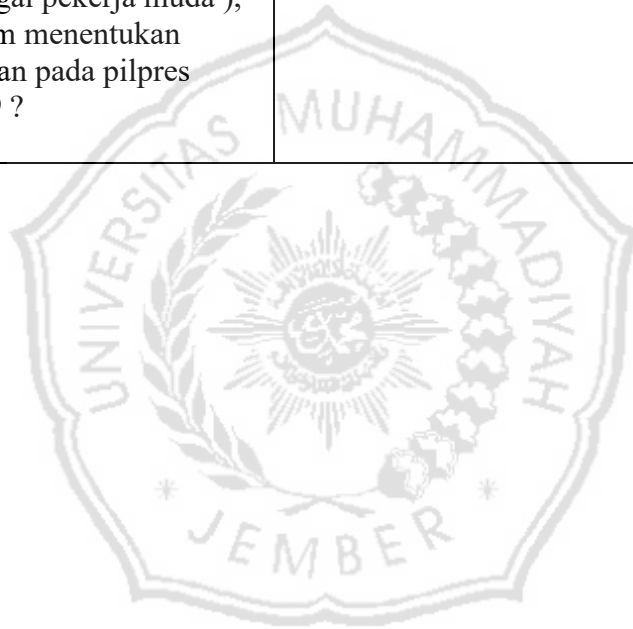 gai pekerja muda ),
m menentukan
an pada pilpres
?
UNIVERSITAS MUHAMMADIYAH
* JEMBER *